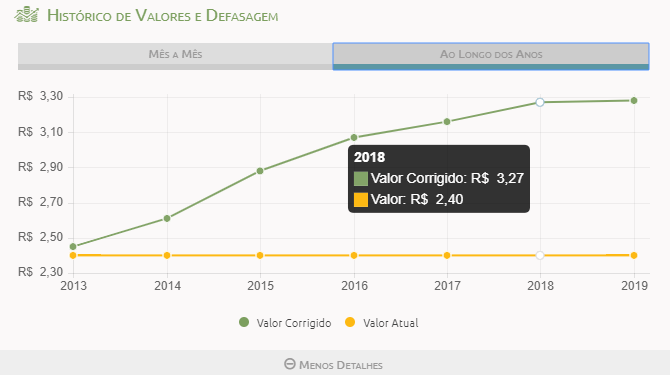 Histórico de Valores e Defasagem
Mês a Mês
Ao Longo dos Anos
R$ 3,30
R$ 3,10
R$ 2,90
R$ 2,70
R$ 2,50
R$ 2,30
2018
Valor Corrigido: R$ 3,27
Valor: R$ 2,40
2013 2014 2015 2016 2017 2018 2019
Valor Corrigido Valor Atual
Menos Detalhes